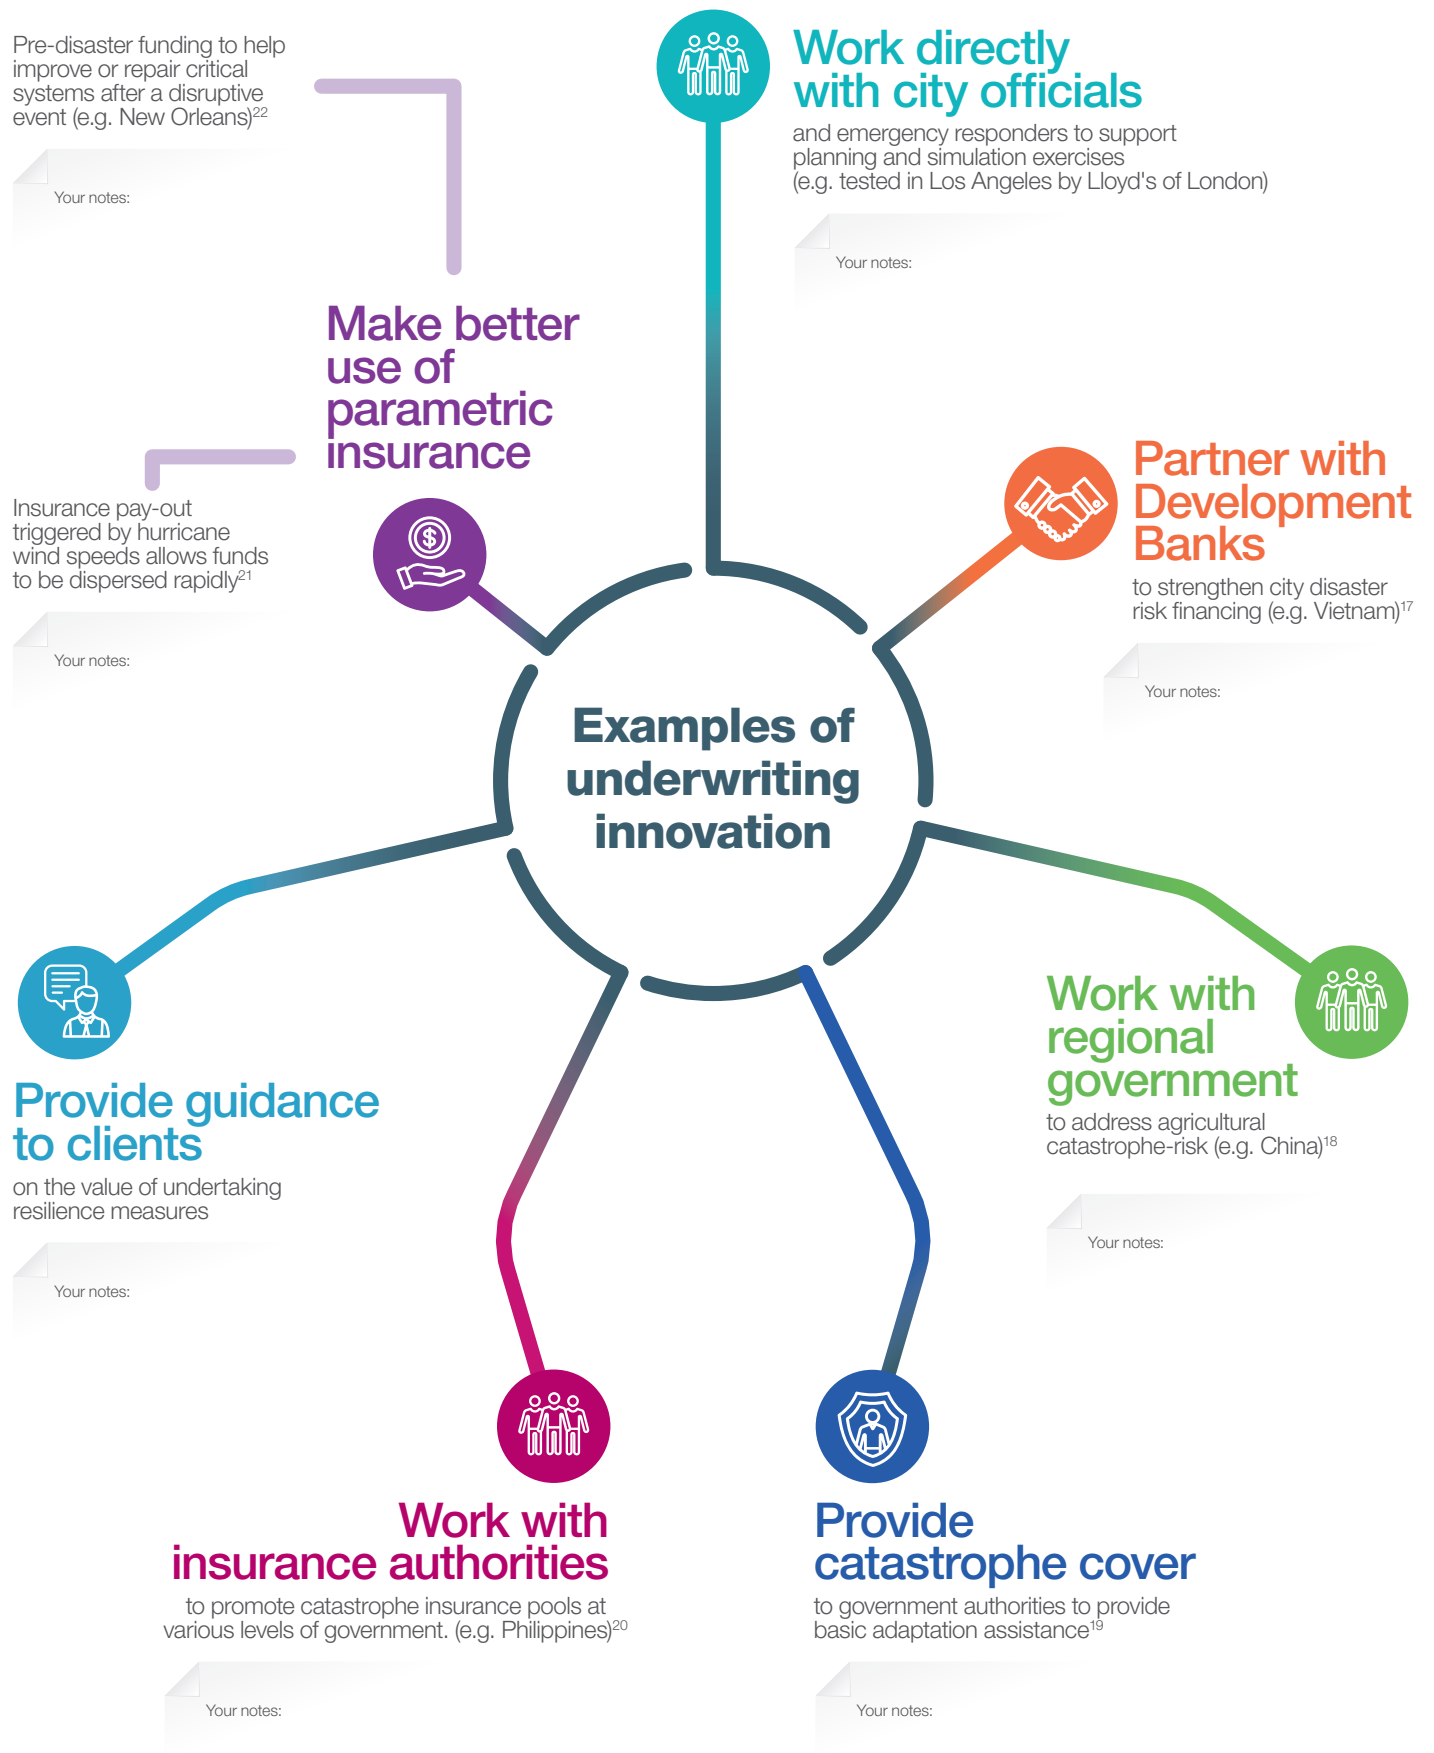 Pre-disaster funding to help
improve or repair critical
systems after a disruptive
event (e.g. New Orleans)22
Your notes:
Work directly
with city officials
and emergency responders to support
planning and simulation exercises
(e.g. tested in Los Angeles by Lloyd's of London)
Your notes:
Make better
use of
parametric
insurance
Insurance pay-out
triggered by hurricane
wind speeds allows funds
to be dispersed rapidly21
Your notes:
Partner with
Development
Banks
to strengthen city disaster
risk financing (e.g. Vietnam)17
Your notes:
Examples of
underwriting
innovation
Work with
regional
government
to address agricultural
catastrophe-risk (e.g. China)18
Your notes:
Provide guidance
to clients
on the value of undertaking
resilience measures
Your notes:
Work with
insurance authorities
to promote catastrophe insurance pools at
various levels of government. (e.g. Philippines)20
Your notes:
Provide
catastrophe cover
to government authorities to provide
basic adaptation assistance19
Your notes: